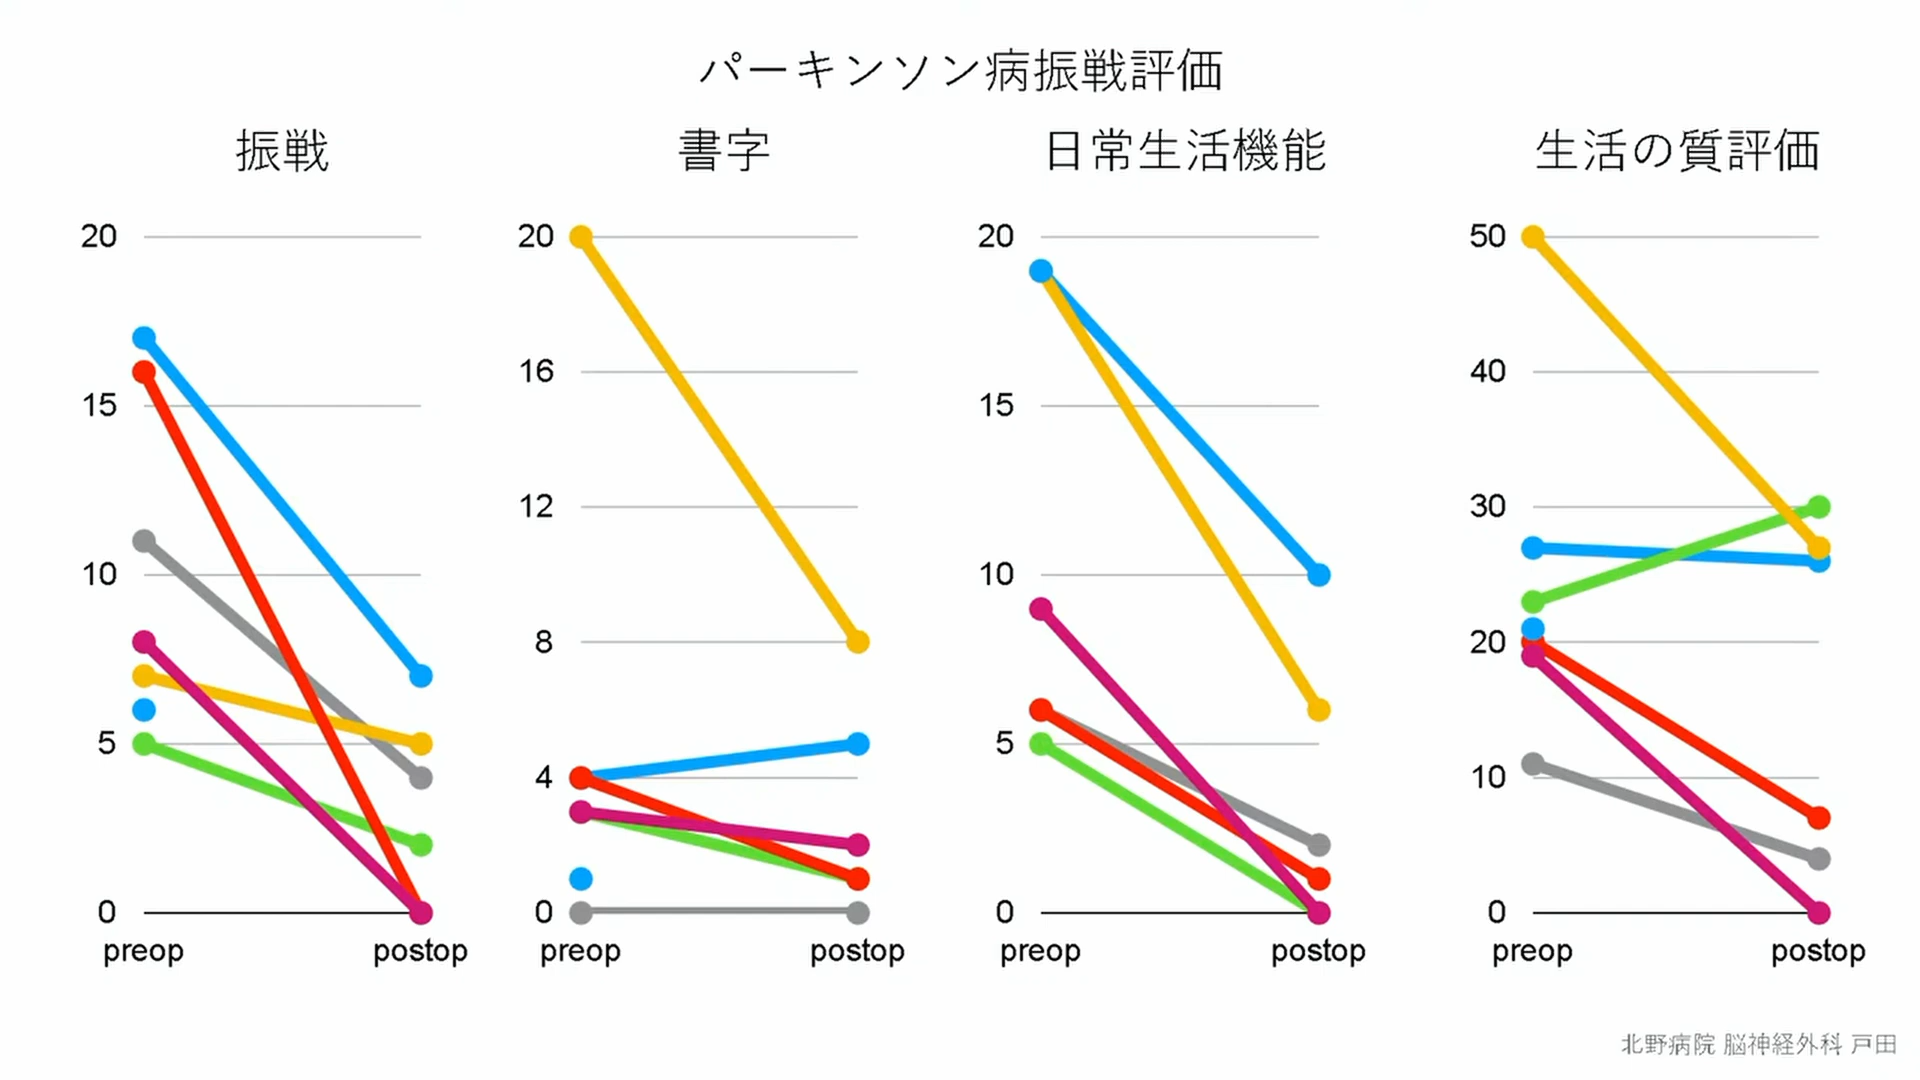 パーキンソン病振戦評価
振戦
20
15
10
5
0
preop
postop
書字
20
16
12
8
4
0
preop
postop
日常生活機能
20
15
10
5
0
preop
postop
生活の質評価
50
40
30
20
10
0
preop
postop
北野病院 脳神経外科 戸田